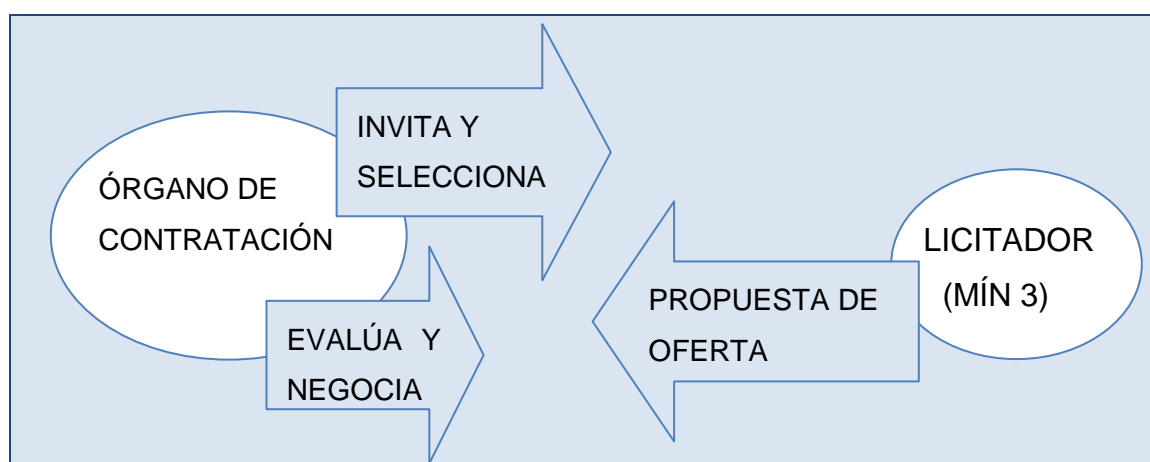 INVITA Y
SELECCIONA
ÓRGANO DE
CONTRATACIÓN
LICITADOR
(MÍN 3)
PROPUESTA DE
OFERTA
EVALÚA Y
NEGOCIA